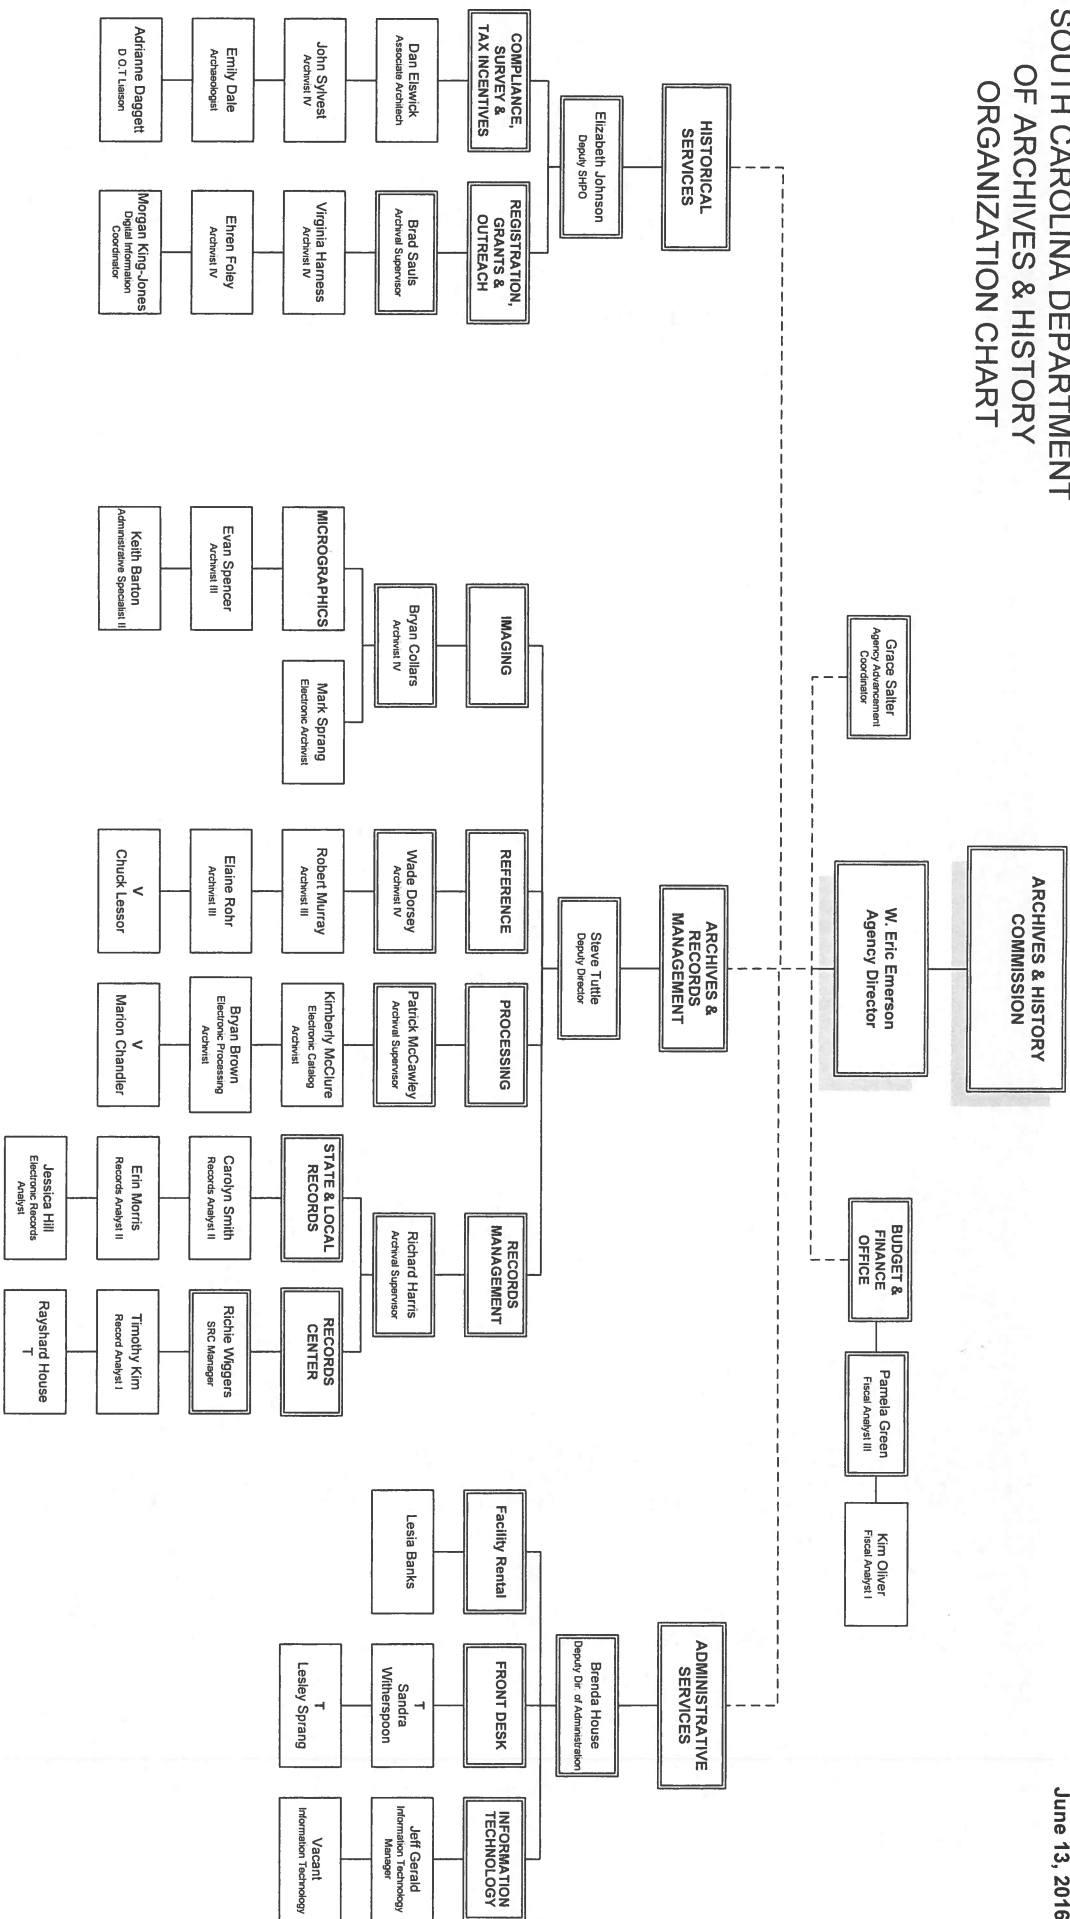 SOUTH CAROLINA DEPARTMENT
OF ARCHIVES & HISTORY
ORGANIZATION CHART
June 13, 2016
ARCHIVES & HISTORY
COMMISSION
W. Eric Emerson
Agency Director
Grace Salter
Agency Advancement
Coordinator
BUDGET &
FINANCE
OFFICE
Pamela Green
Fiscal Analyst III
Kim Oliver
Fiscal Analyst I
HISTORICAL
SERVICES
Elizabeth Johnson
Deputy SHPO
COMPLIANCE,
SURVEY &
TAX INCENTIVES
Dan Elswick
Associate Architech
John Sylvest
Archivist IV
Emily Dale
Archaeologist
Adrianne Daggett
D.O.T Liaison
REGISTRATION,
GRANTS &
OUTREACH
Brad Sauls
Archival Supervisor
Virginia Harness
Archivist IV
Ehren Foley
Archivist IV
Morgan King-Jones
Digital Information
Coordinator
ARCHIVES &
RECORDS
MANAGEMENT
Steve Tuttle
Deputy Director
IMAGING
Bryan Collars
Archivist IV
MICROGRAPHICS
Evan Spencer
Archivist III
Keith Barton
Administrative Specialist II
Mark Sprang
Electronic Archivist
REFERENCE
Wade Dorsey
Archivist IV
Robert Murray
Archivist III
Elaine Rohr
Archivist III
V
Chuck Lessor
PROCESSING
Patrick McCawley
Archival Supervisor
Kimberly McClure
Electronic Catalog
Archivist
Bryan Brown
Electronic Processing
Archivist
V
Marion Chandler
RECORDS
MANAGEMENT
Richard Harris
Archival Supervisor
STATE & LOCAL
RECORDS
Carolyn Smith
Records Analyst II
Erin Morris
Records Analyst II
Jessica Hill
Electronic Records
Analyst
RECORDS
CENTER
Richie Wiggers
SRC Manager
Timothy Kim
Record Analyst I
Rayshard House
T
ADMINISTRATIVE
SERVICES
Brenda House
Deputy Dir. of Administration
Facility Rental
Lesia Banks
FRONT DESK
T
Sandra
Witherspoon
T
Lesley Sprang
INFORMATION
TECHNOLOGY
Jeff Gerald
Information Technology
Manager
Vacant
Information Technology